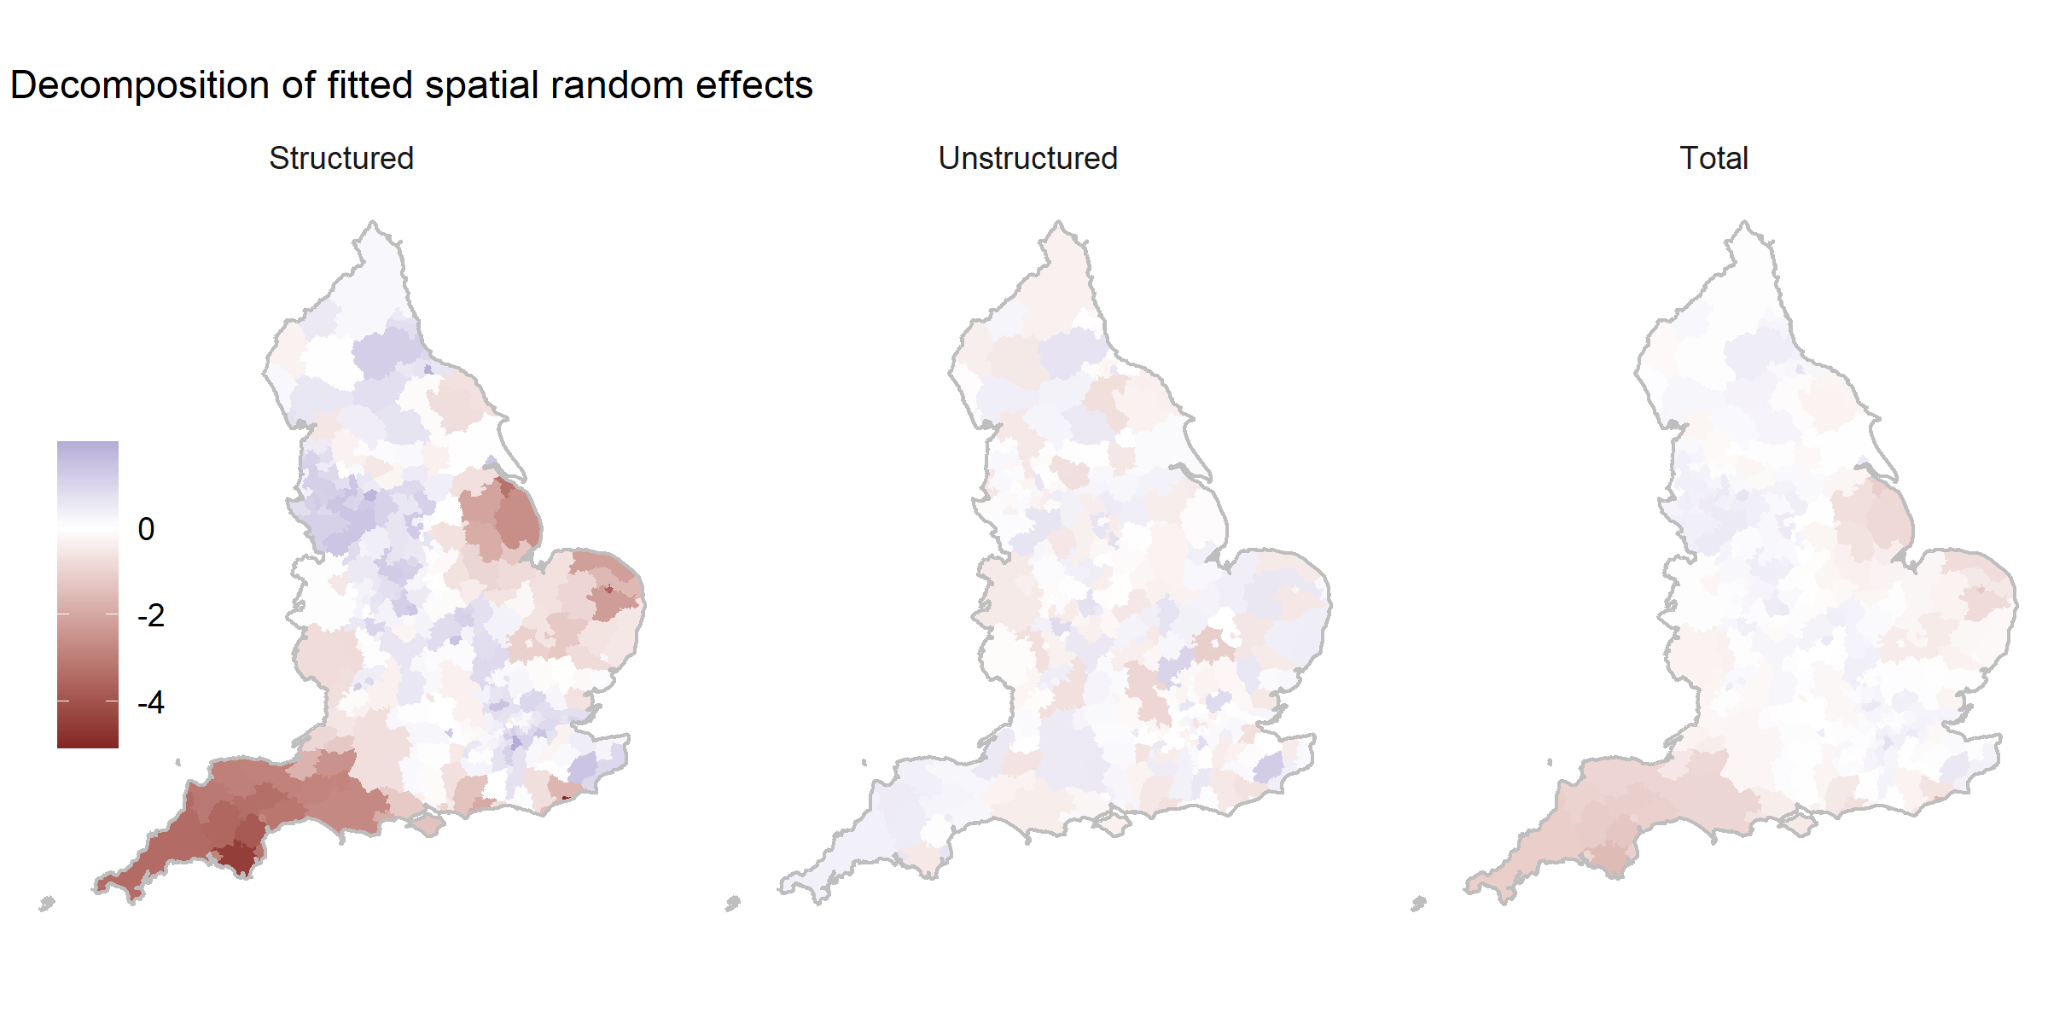 Decomposition of fitted spatial random effects
Structured
Unstructured
Total
0
-2
-4